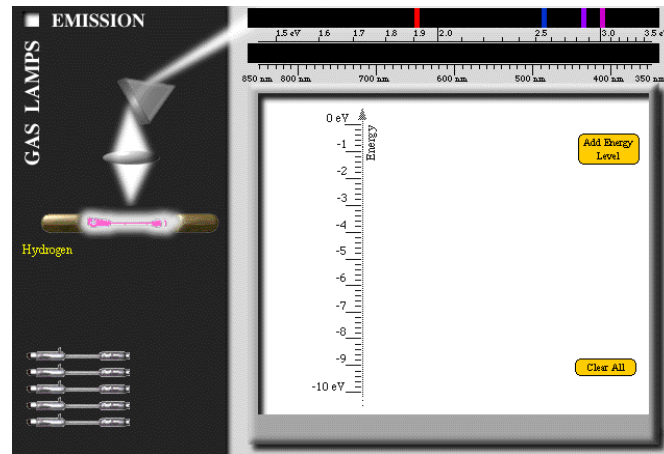 EMISSION
GAS LAMPS
1.5 eV 1.6 1.7 1.8 1.9 2.0 2.5 3.0 3.5 e
850 nm 800 nm 700 nm 600 nm 500 nm 400 nm 350 nm
Hydrogen
Energy
0 eV
-1
-2
-3
-4
-5
-6
-7
-8
-9
-10 eV
Add Energy
Level
Clear All